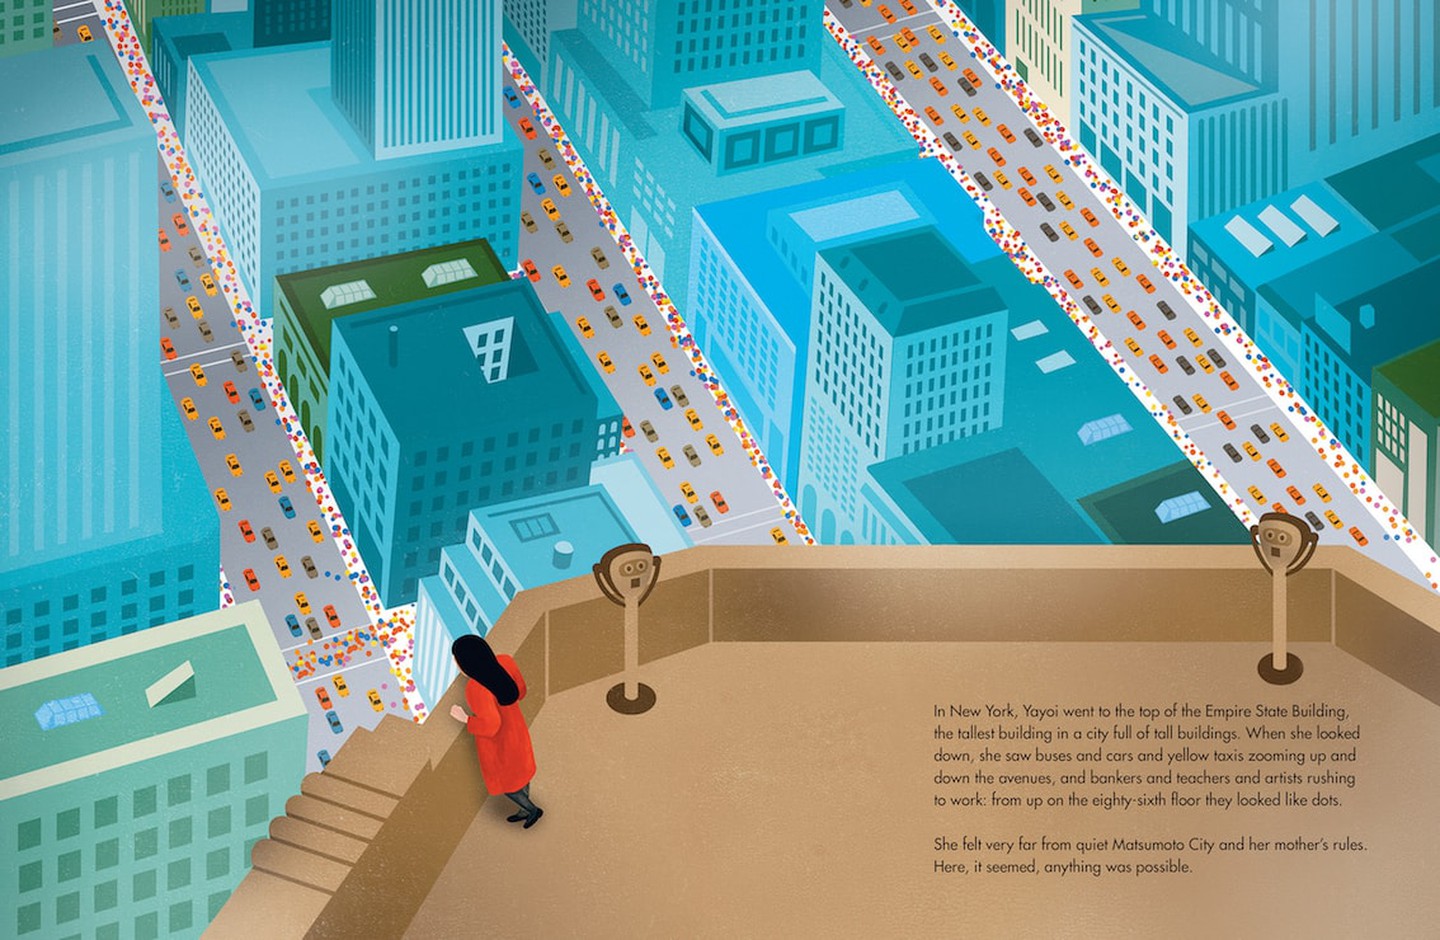 In New York, Yayoi went to the top of the Empire State Building,
the tallest building in a city full of tall buildings. When she looked
down, she saw buses and cars and yellow taxis zooming up and
down the avenues, and bankers and teachers and artists rushing
to work: from up on the eighty-sixth floor they looked like dots.
She felt very far from quiet Matsumoto City and her mother’s rules.
Here, it seemed, anything was possible.